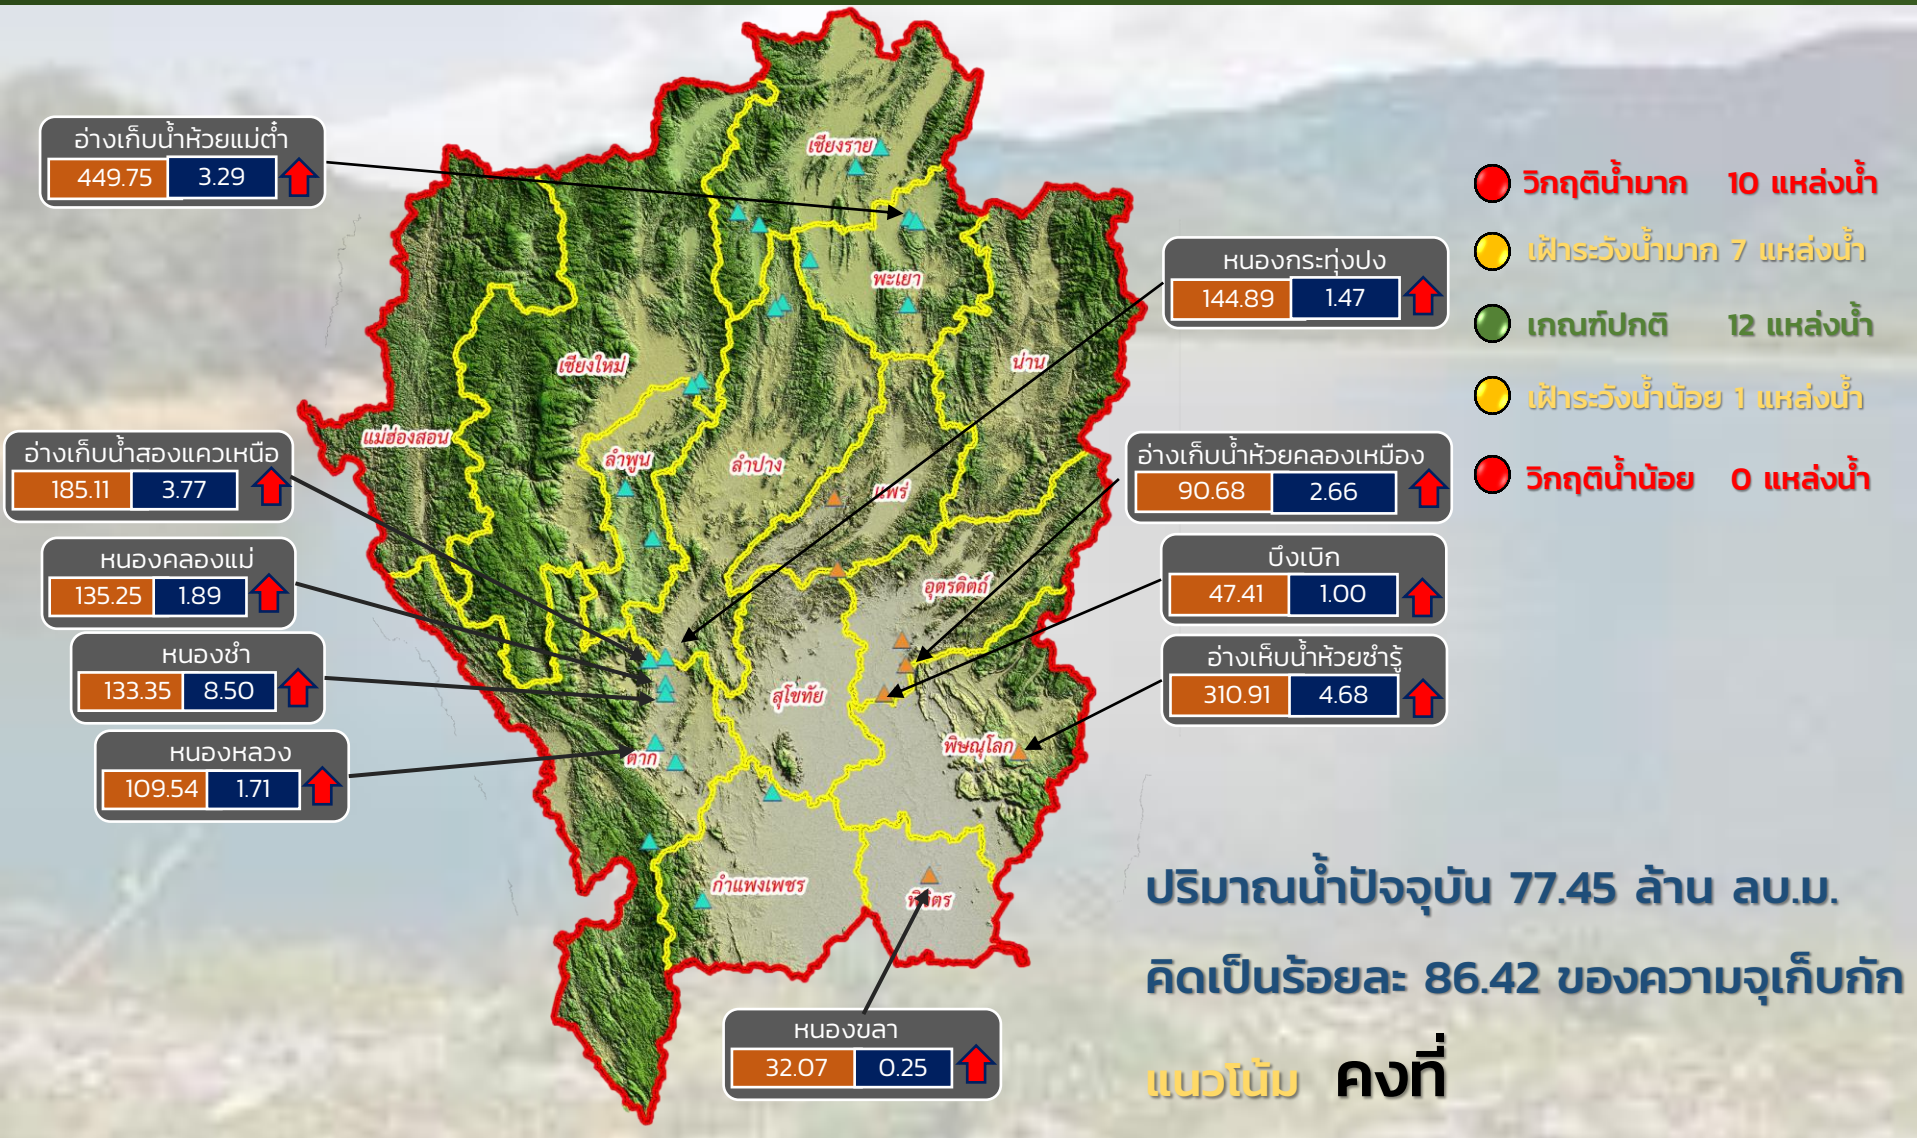 อ่างเก็บน้ำห้วยแม่ต๋ำ
449.75 3.29
อ่างเก็บน้ำสองแควเหนือ
185.11 3.77
หนองคลองแม่
135.25 1.89
หนองชำ
133.35 8.50
หนองหลวง
109.54 1.71
หนองขลา
32.07 0.25
หนองกระทุ่งปง
144.89 1.47
อ่างเก็บน้ำห้วยคลองเหมือง
90.68 2.66
บึงเบิก
47.41 1.00
อ่างเห็บน้ำห้วยซำรู้
310.91 4.68
เชียงราย
พะเยา
น่าน
เชียงใหม่
แม่ฮ่องสอน
ลำพูน
ลำปาง
แพร่
อุตรดิตถ์
สุโขทัย
ตาก
พิษณุโลก
กำแพงเพชร
พิจิตร
วิกฤติน้ำมาก 10 แหล่งน้ำ
เฝ้าระวังน้ำมาก 7 แหล่งน้ำ
เกณฑ์ปกติ 12 แหล่งน้ำ
เฝ้าระวังน้ำน้อย 1 แหล่งน้ำ
วิกฤติน้ำน้อย 0 แหล่งน้ำ
ปริมาณน้ำปัจจุบัน 77.45 ล้าน ลบ.ม.
คิดเป็นร้อยละ 86.42 ของความจุเก็บกัก
แนวโน้ม คงที่